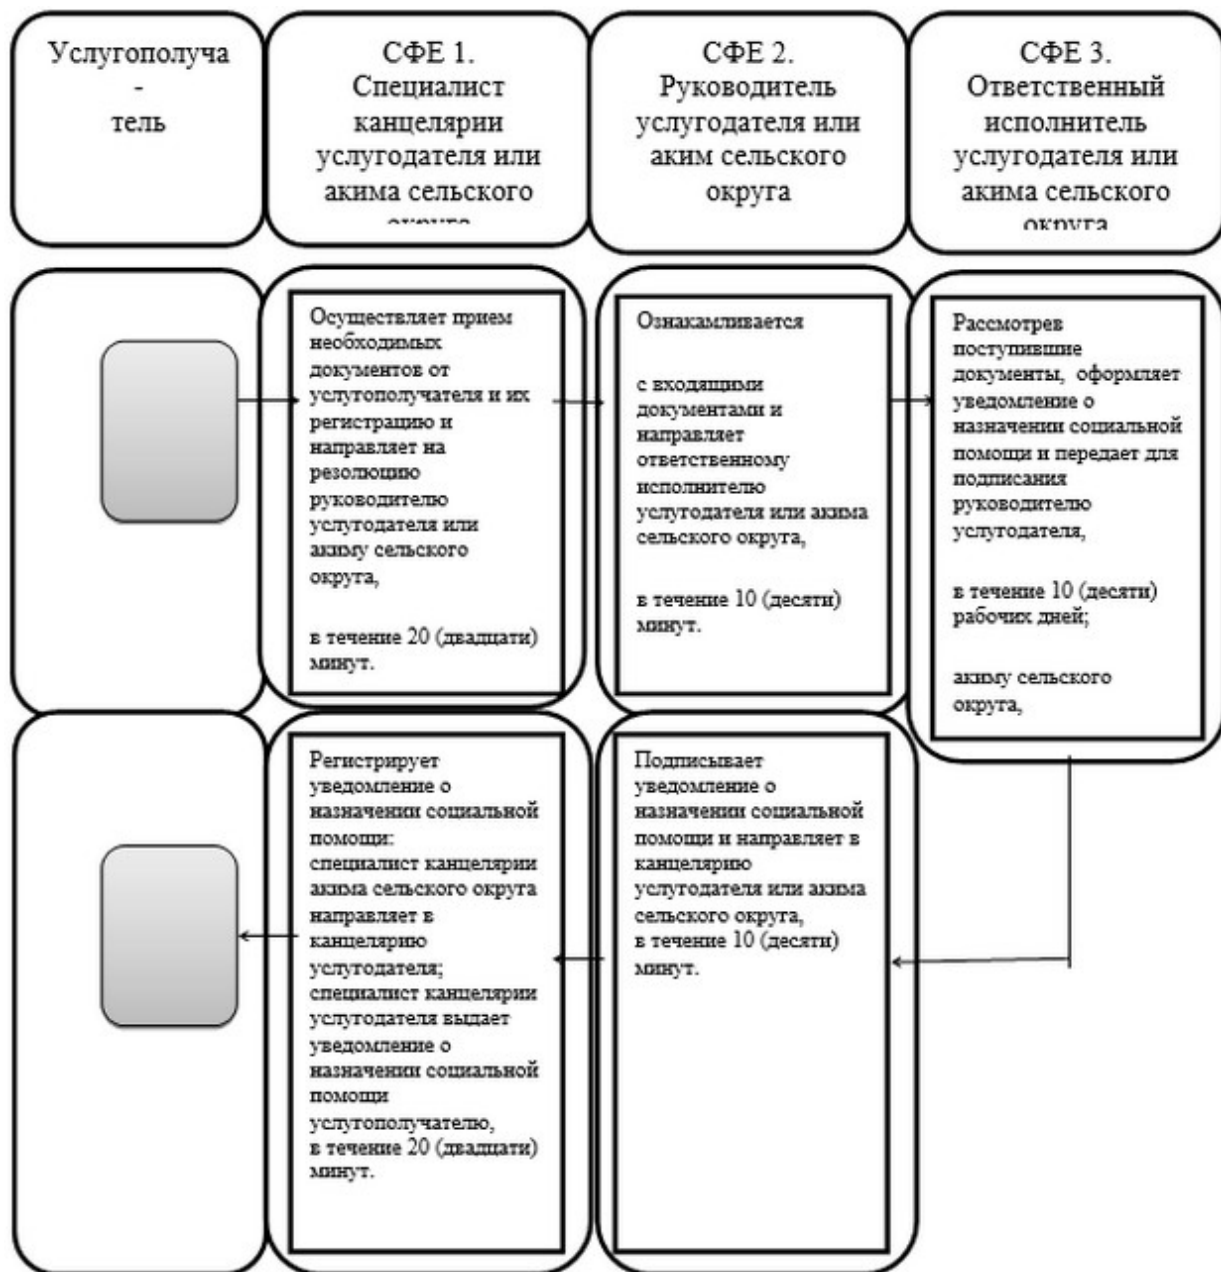 Услугополуча
-
тель
СФЕ 1.
Специалист
канцелярии
услугодателя или
акима сельского
округа
СФЕ 2.
Руководитель
услугодателя или
аким сельского
округа
СФЕ 3.
Ответственный
исполнитель
услугодателя или
акима сельского
округа
Осуществляет прием
необходимых
документов от
услугополучателя и их
регистрацию и
направляет на
резолюцию
руководителю
услугодателя или
акиму сельского
округа,
в течение 20 (двадцати)
минут.
Ознакамливается
с входящими
документами и
направляет
ответственному
исполнителю
услугодателя или акима
сельского округа,
в течение 10 (десяти)
минут.
Рассмотрев
поступившие
документы, оформляет
уведомление о
назначении социальной
помощи и передает для
подписания
руководителю
услугодателя,
в течение 10 (десяти)
рабочих дней;
акиму сельского
округа,
Регистрирует
уведомление о
назначении социальной
помощи:
специалист канцелярии
акима сельского округа
направляет в
канцелярию
услугодателя;
специалист канцелярии
услугодателя выдает
уведомление о
назначении социальной
помощи
услугополучателю,
в течение 20 (двадцати)
минут.
Подписывает
уведомление о
назначении социальной
помощи и направляет в
канцелярию
услугодателя или акима
сельского округа,
в течение 10 (десяти)
минут.